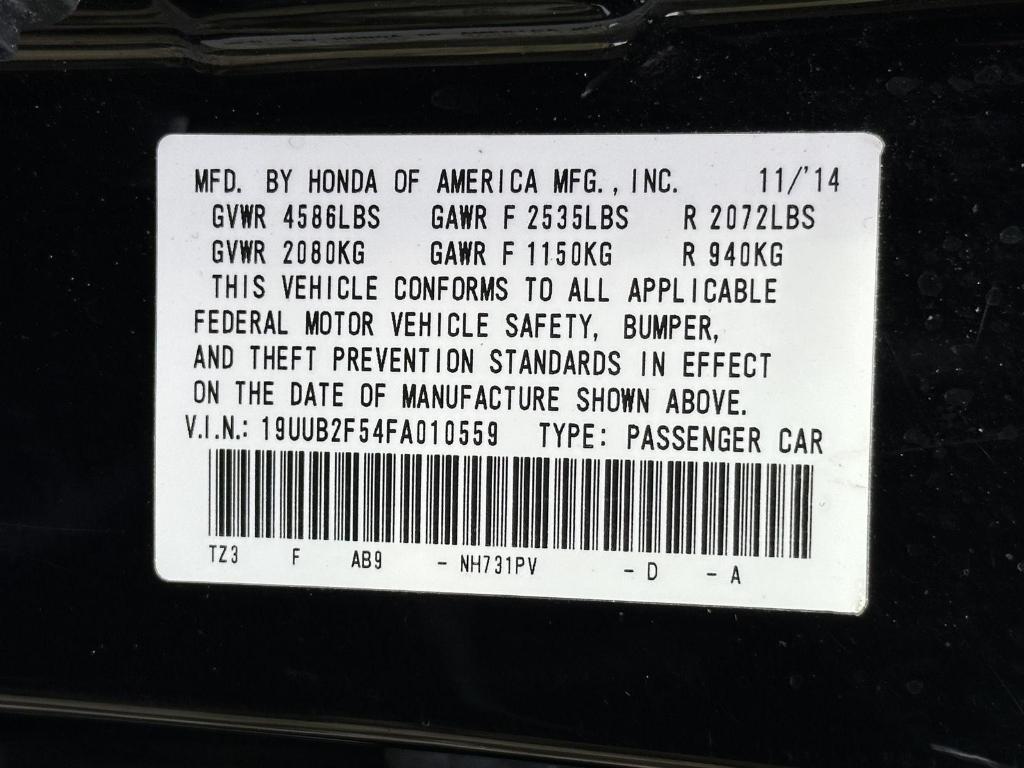 MFD. BY HONDA OF AMERICA MFG., INC. 11/'14
GVWR 4586LBS GAWR F 2535LBS R 2072LBS
GVWR 2080KG GAWR F 1150KG R 940KG
THIS VEHICLE CONFORMS TO ALL APPLICABLE
FEDERAL MOTOR VEHICLE SAFETY, BUMPER,
AND THEFT PREVENTION STANDARDS IN EFFECT
ON THE DATE OF MANUFACTURE SHOWN ABOVE.
V.I.N.: 19UUB2F54FA010559 TYPE: PASSENGER CAR
TZ3 F AB9 - NH731PV - D - A